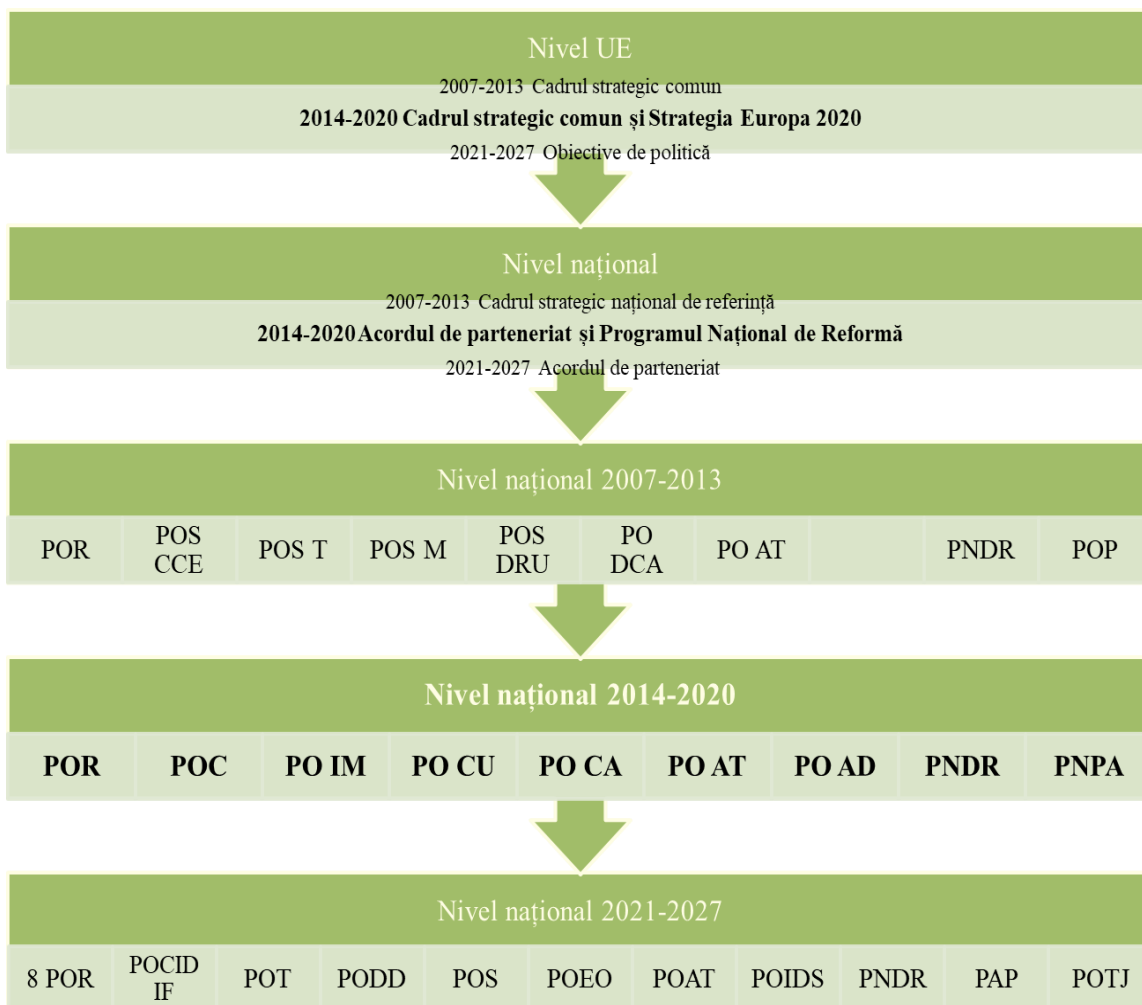 Nivel UE
2007-2013 Cadrul strategic comun
2014-2020 Cadrul strategic comun și Strategia Europa 2020
2021-2027 Obiective de politică
Nivel național
2007-2013 Cadrul strategic național de referință
2014-2020 Acordul de parteneriat și Programul Național de Reformă
2021-2027 Acordul de parteneriat
Nivel național 2007-2013
POR POS CCE POS T POS M POS DRU PO DCA PO AT PNDR POP
Nivel național 2014-2020
POR POC PO IM PO CU PO CA PO AT PO AD PNDR PNPA
Nivel național 2021-2027
8 POR POCID IF POT PODD POS POEO POAT POIDS PNDR PAP POTJ